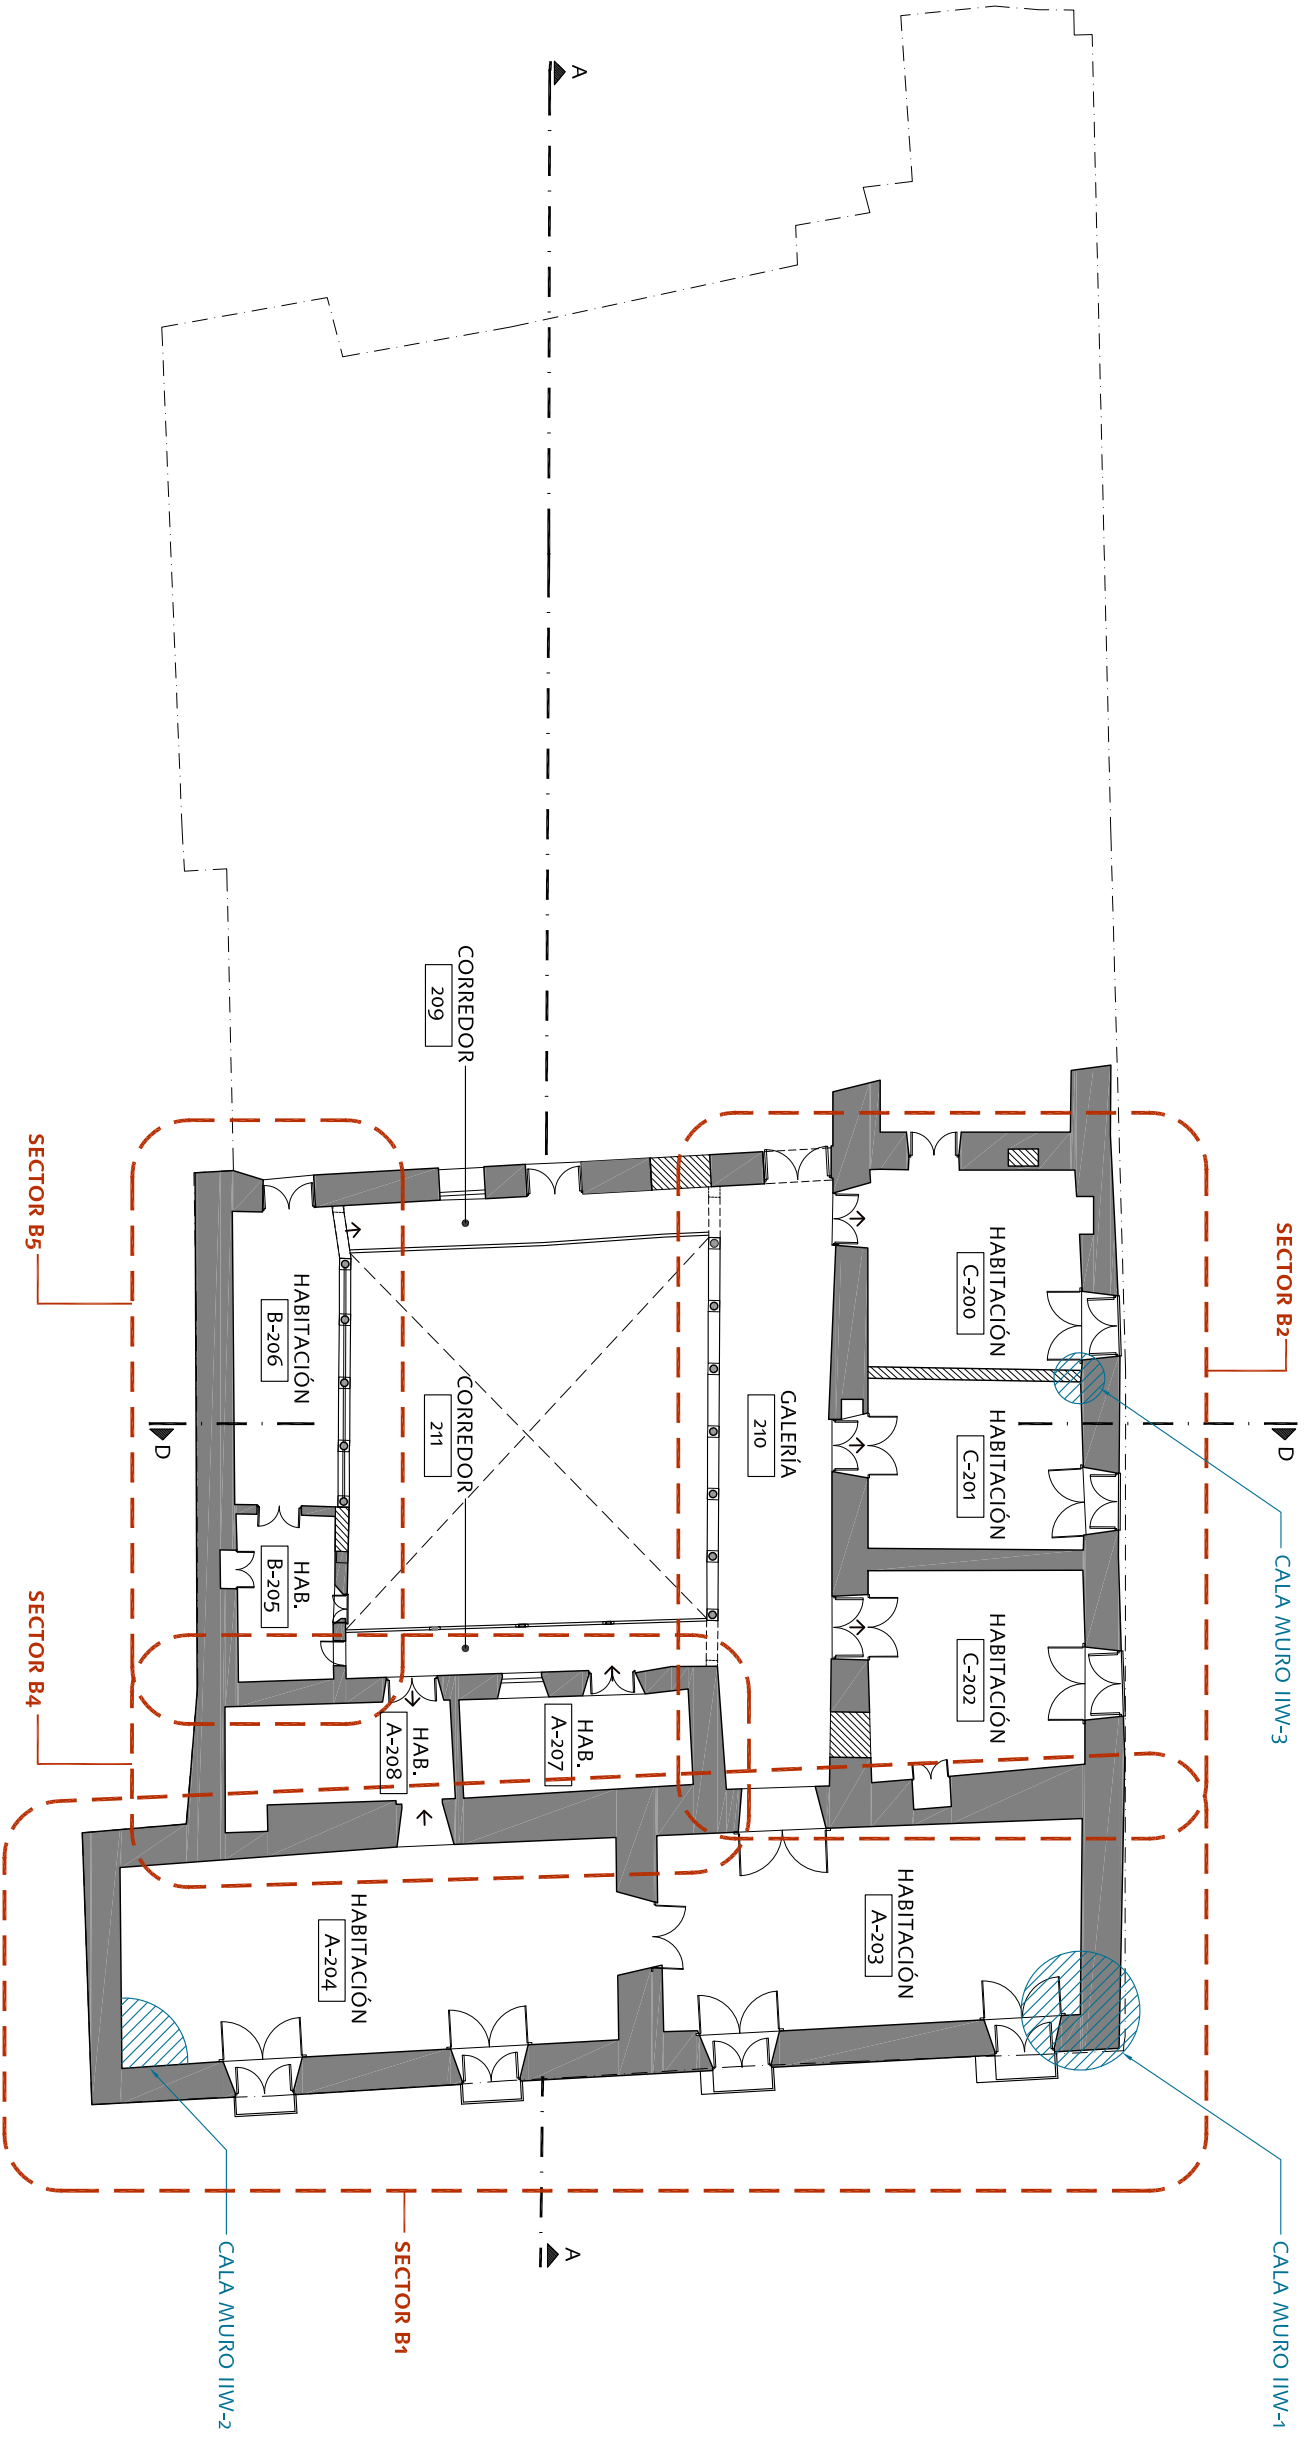 SECTOR B5
SECTOR B4
D
HABITACIÓN
B-206
HAB.
B-205
CALA MURO IIW-2
HABITACIÓN
A-204
SECTOR B1
HAB.
A-208
CORREDOR
209
CORREDOR
211
A
A
HAB.
A-207
GALERÍA
210
HABITACIÓN
A-203
HABITACIÓN
C-200
HABITACIÓN
C-201
HABITACIÓN
C-202
SECTOR B2
D
CALA MURO IIW-3
CALA MURO IIW-1